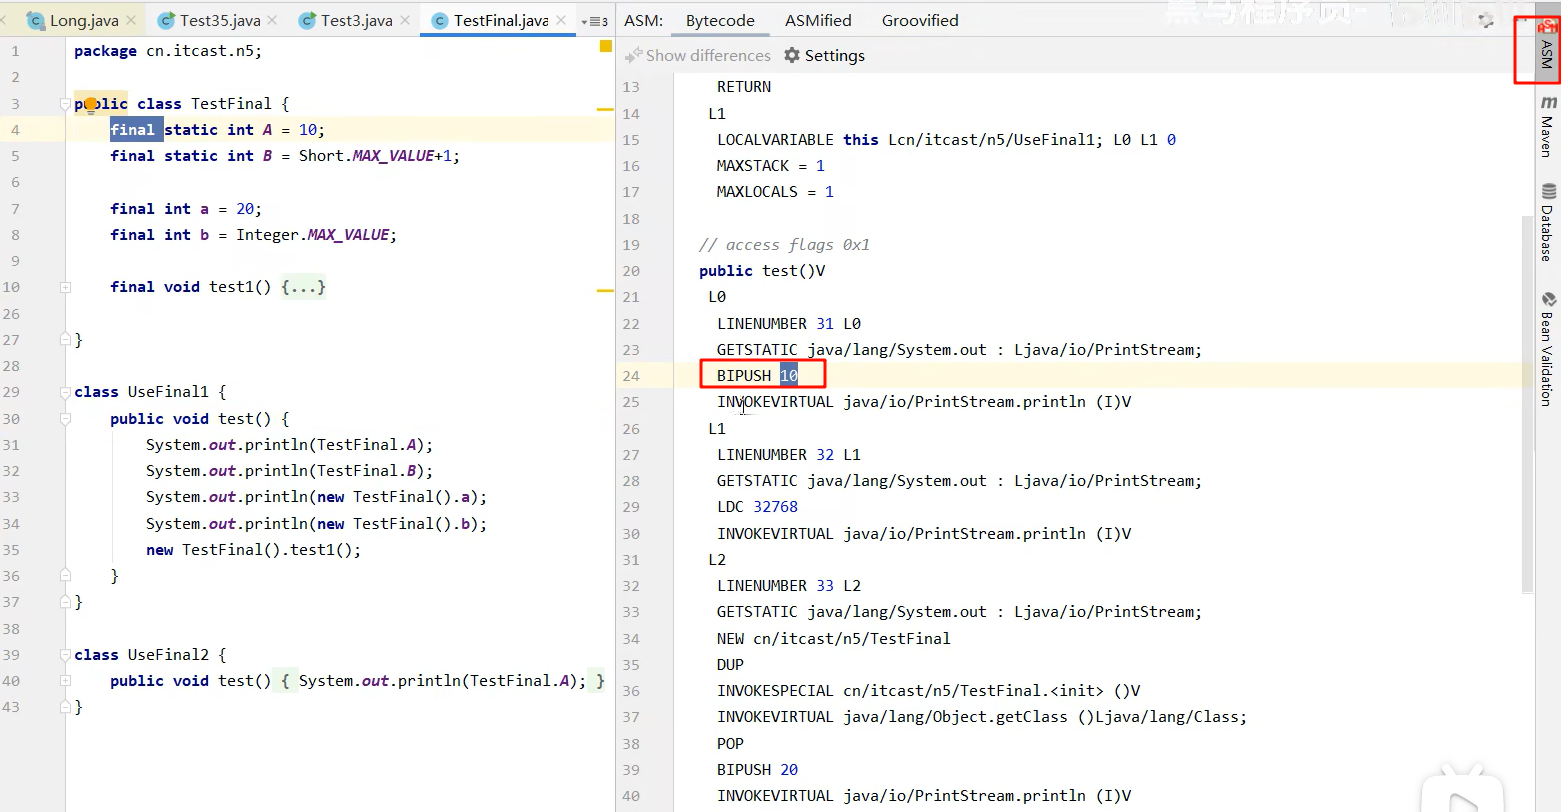 Long.java
Test35.java
Test3.java
TestFinal.java
3
ASM:
Bytecode
ASMified
Groovified
Show differences
Settings
1 package cn.itcast.n5;
2
3 public class TestFinal {
4 final static int A = 10;
5 final static int B = Short.MAX_VALUE+1;
6
7 final int a = 20;
8 final int b = Integer.MAX_VALUE;
9
10 final void test1() {...}
26
27 }
28
29 class UseFinal1 {
30 public void test() {
31 System.out.println(TestFinal.A);
32 System.out.println(TestFinal.B);
33 System.out.println(new TestFinal().a);
34 System.out.println(new TestFinal().b);
35 new TestFinal().test1();
36 }
37 }
38
39 class UseFinal2 {
40 public void test() { System.out.println(TestFinal.A); }
43 }
13 RETURN
14 L1
15 LOCALVARIABLE this Lcn/itcast/n5/UseFinal1; L0 L1 0
16 MAXSTACK = 1
17 MAXLOCALS = 1
18
19 // access flags 0x1
20 public test()V
21 L0
22 LINENUMBER 31 L0
23 GETSTATIC java/lang/System.out : Ljava/io/PrintStream;
24 BIPUSH 10
25 INVOKEVIRTUAL java/io/PrintStream.println (I)V
26 L1
27 LINENUMBER 32 L1
28 GETSTATIC java/lang/System.out : Ljava/io/PrintStream;
29 LDC 32768
30 INVOKEVIRTUAL java/io/PrintStream.println (I)V
31 L2
32 LINENUMBER 33 L2
33 GETSTATIC java/lang/System.out : Ljava/io/PrintStream;
34 NEW cn/itcast/n5/TestFinal
35 DUP
36 INVOKESPECIAL cn/itcast/n5/TestFinal.<init> ()V
37 INVOKEVIRTUAL java/lang/Object.getClass ()Ljava/lang/Class;
38 POP
39 BIPUSH 20
40 INVOKEVIRTUAL java/io/PrintStream.println (I)V
ASM
ASM
Maven
Database
Bean Validation